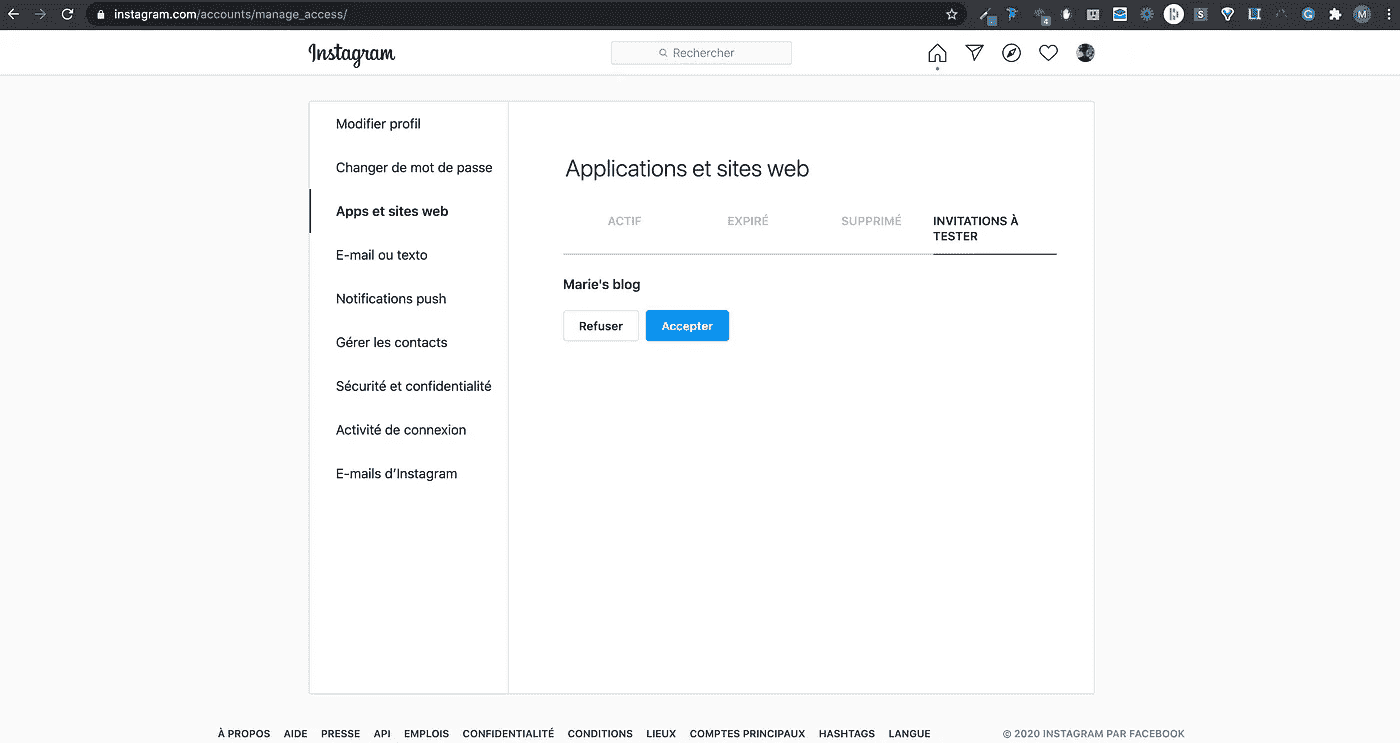 instagram.com/accounts/manage_access/
Instagram
Rechercher
Modifier profil
Changer de mot de passe
Apps et sites web
E-mail ou texto
Notifications push
Gérer les contacts
Sécurité et confidentialité
Activité de connexion
E-mails d’Instagram
Applications et sites web
ACTIF EXPIRÉ SUPPRIMÉ INVITATIONS À
TESTER
Marie's blog
Refuser Accepter
À PROPOS AIDE PRESSE API EMPLOIS CONFIDENTIALITÉ CONDITIONS LIEUX COMPTES PRINCIPAUX HASHTAGS LANGUE © 2020 INSTAGRAM PAR FACEBOOK